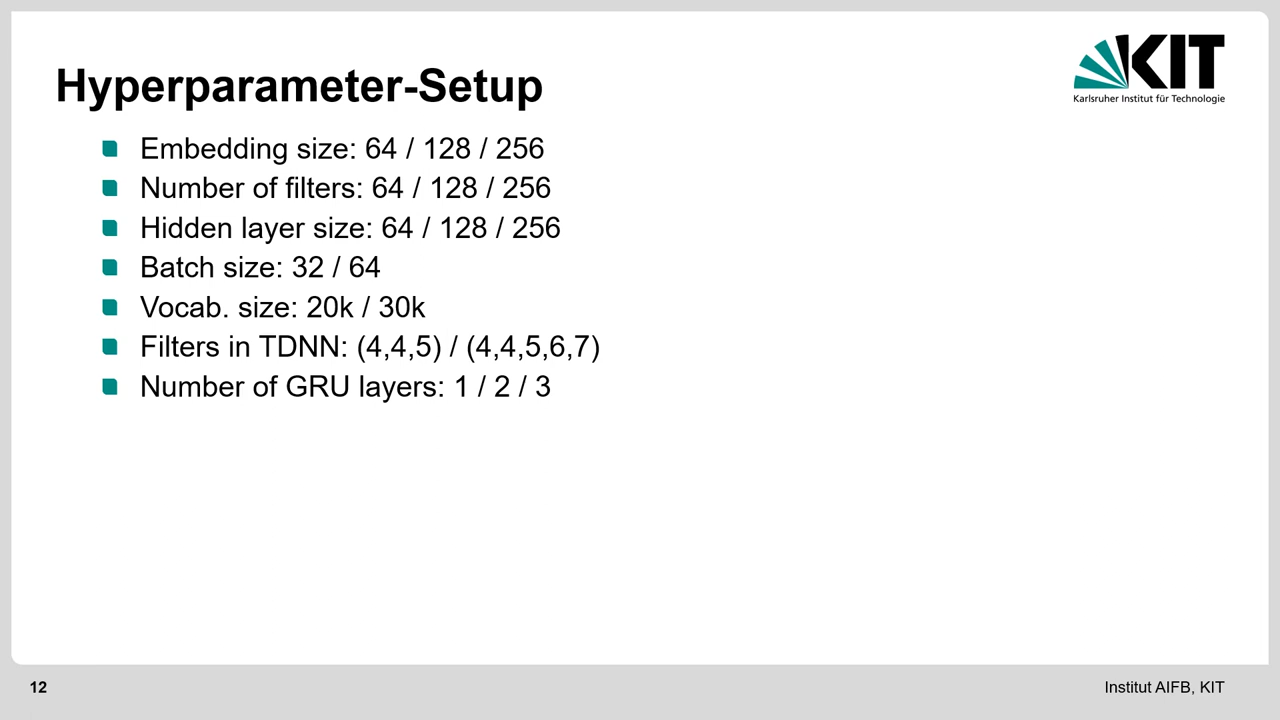 Hyperparameter-Setup
KIT
Karlsruher Institut für Technologie
Embedding size: 64 / 128 / 256
Number of filters: 64 / 128 / 256
Hidden layer size: 64 / 128 / 256
Batch size: 32 / 64
Vocab. size: 20k / 30k
Filters in TDNN: (4,4,5) / (4,4,5,6,7)
Number of GRU layers: 1 / 2 / 3
12
Institut AIFB, KIT